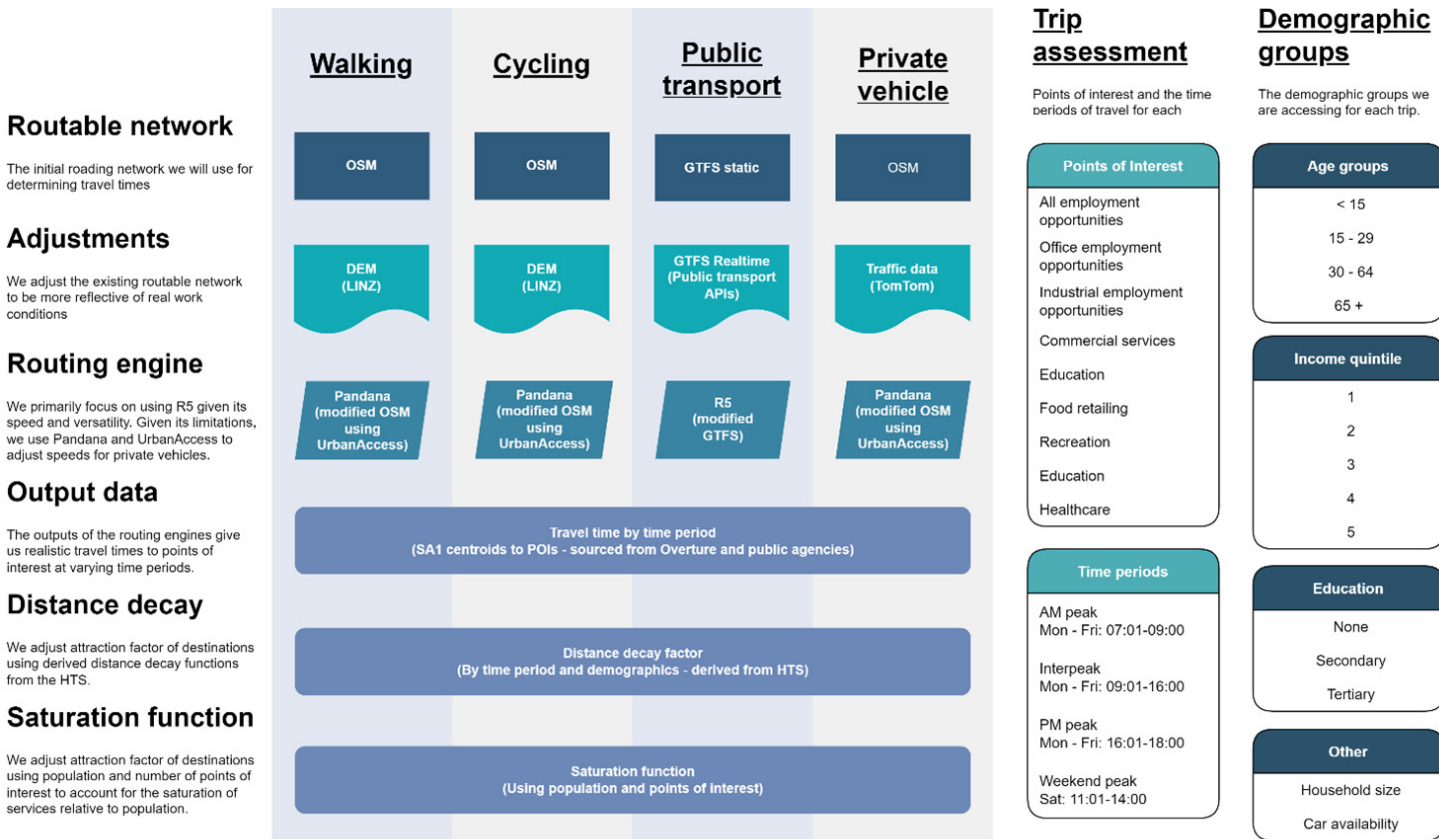 Walking
Cycling
Public
transport
Private
vehicle
Routable network
The initial roading network we will use for
determining travel times
OSM
OSM
GTFS static
OSM
Adjustments
We adjust the existing routable network
to be more reflective of real work
conditions
DEM
(LINZ)
DEM
(LINZ)
GTFS Realtime
(Public transport
APIs)
Traffic data
(TomTom)
Routing engine
We primarily focus on using R5 given its
speed and versatility. Given its limitations,
we use Pandana and UrbanAccess to
adjust speeds for private vehicles.
Pandana
(modified OSM
using
UrbanAccess)
Pandana
(modified OSM
using
UrbanAccess)
R5
(modified
GTFS)
Pandana
(modified OSM
using
UrbanAccess)
Output data
The outputs of the routing engines give
us realistic travel times to points of
interest at varying time periods.
Travel time by time period
(SA1 centroids to POIs - sourced from Overture and public agencies)
Distance decay
We adjust attraction factor of destinations
using derived distance decay functions
from the HTS.
Distance decay factor
(By time period and demographics - derived from HTS)
Saturation function
We adjust attraction factor of destinations
using population and number of points of
interest to account for the saturation of
services relative to population.
Saturation function
(Using population and points of interest)
Trip
assessment
Points of interest and the time
periods of travel for each
Points of Interest
All employment
opportunities
Office employment
opportunities
Industrial employment
opportunities
Commercial services
Education
Food retailing
Recreation
Education
Healthcare
Time periods
AM peak
Mon - Fri: 07:01-09:00
Interpeak
Mon - Fri: 09:01-16:00
PM peak
Mon - Fri: 16:01-18:00
Weekend peak
Sat: 11:01-14:00
Demographic
groups
The demographic groups we
are accessing for each trip.
Age groups
< 15
15 - 29
30 - 64
65 +
Income quintile
1
2
3
4
5
Education
None
Secondary
Tertiary
Other
Household size
Car availability